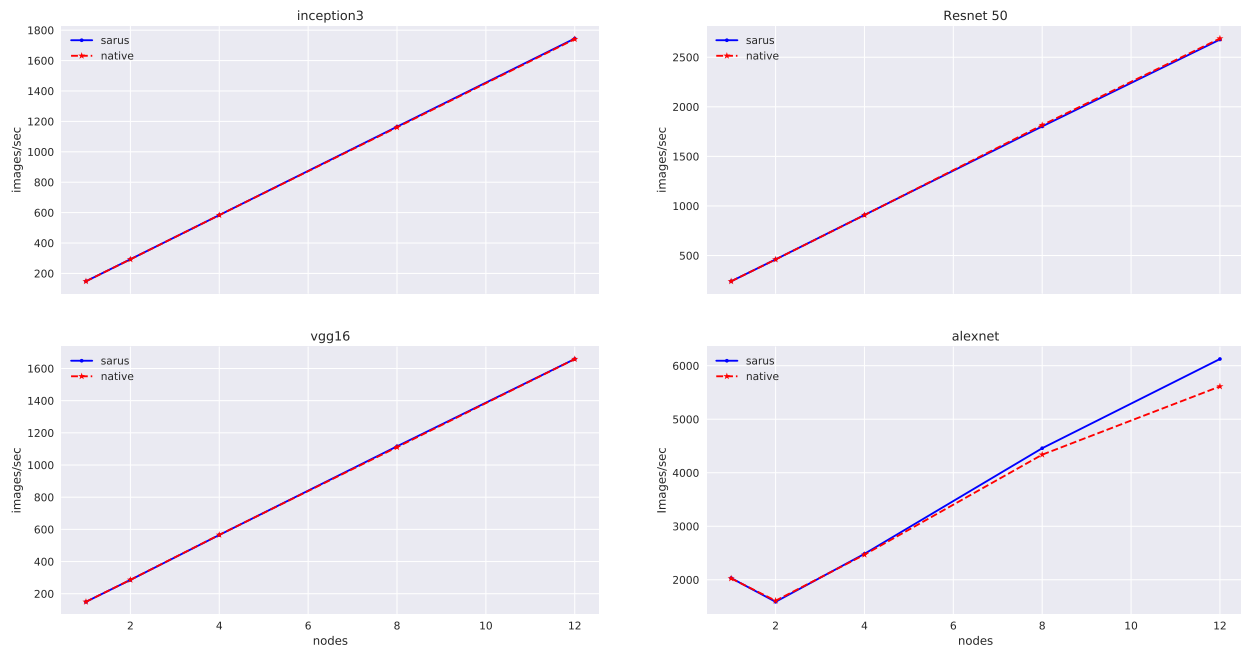 inception3
1800
1600
1400
1200
1000
800
600
400
200
images/sec
sarus
native
Resnet 50
2500
2000
1500
1000
500
images/sec
sarus
native
vgg16
1600
1400
1200
1000
800
600
400
200
images/sec
sarus
native
2 4 6 8 10 12
nodes
alexnet
6000
5000
4000
3000
2000
Images/sec
sarus
native
2 4 6 8 10 12
nodes